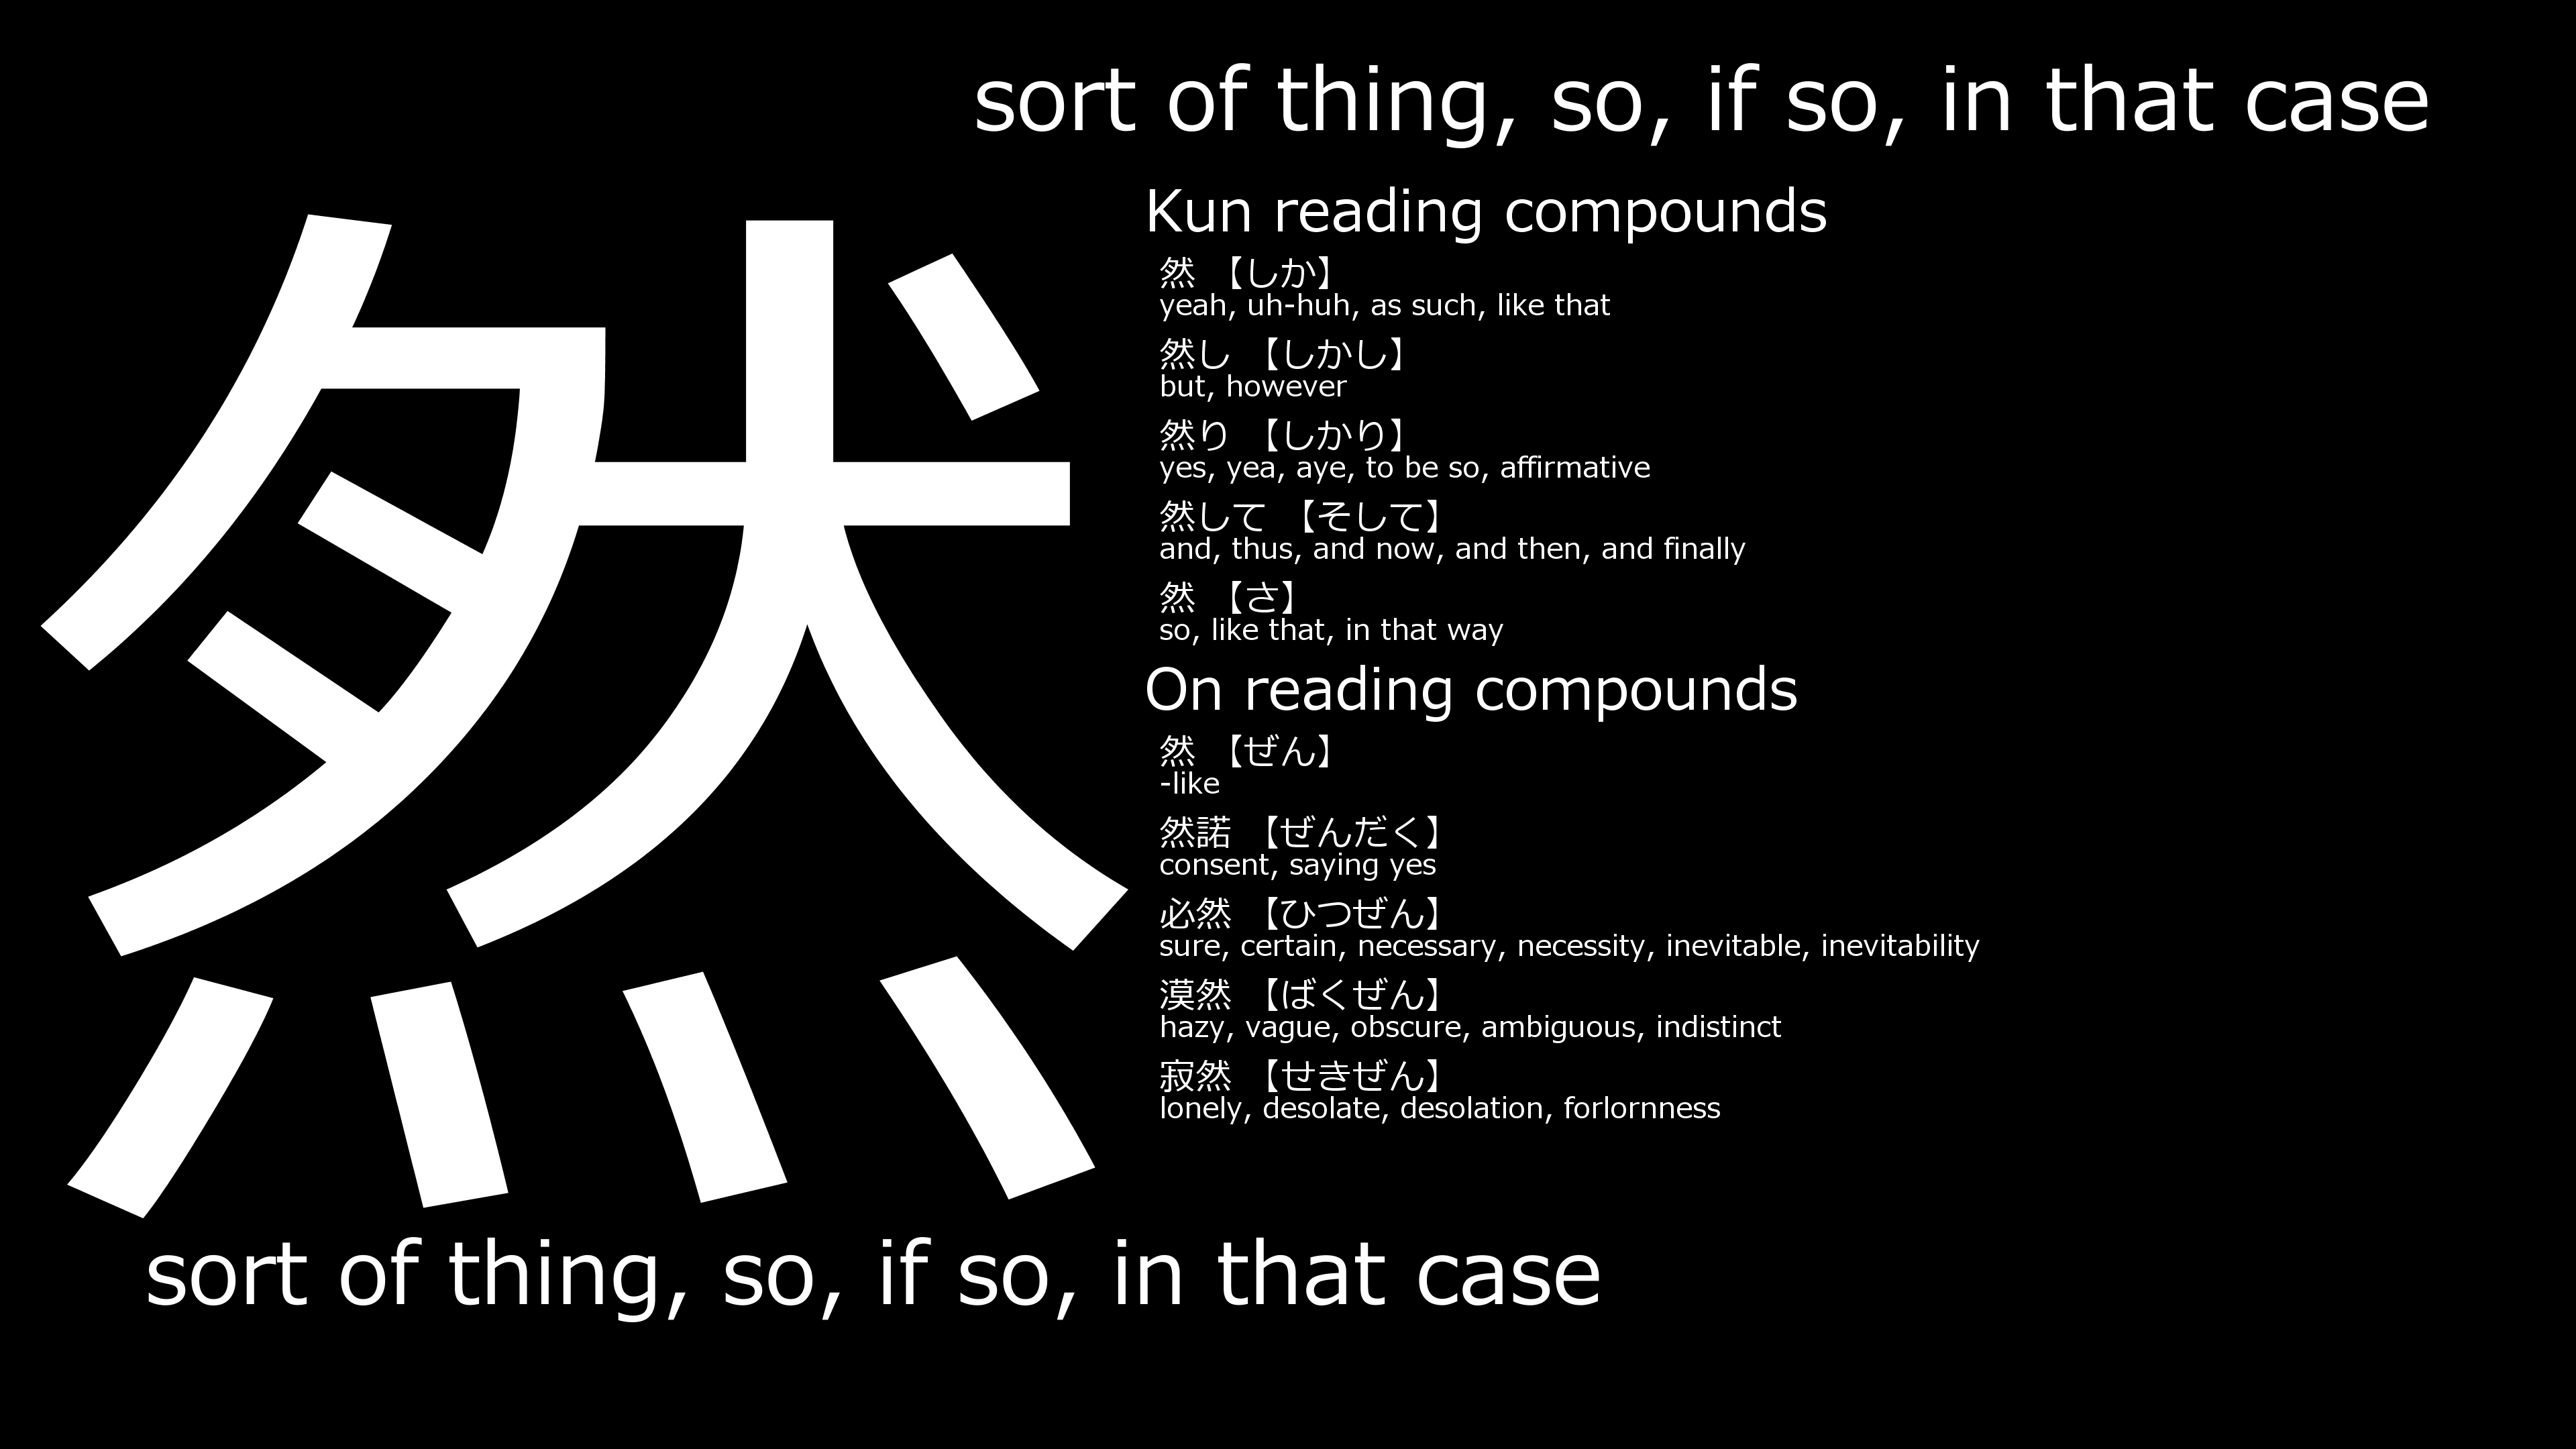 sort of thing, so, if so, in that case
然
Kun reading compounds
然 【しか】
yeah, uh-huh, as such, like that
然し 【しかし】
but, however
然り 【しかり】
yes, yea, aye, to be so, affirmative
然して 【そして】
and, thus, and now, and then, and finally
然 【さ】
so, like that, in that way
On reading compounds
然 【ぜん】
-like
然諾 【ぜんだく】
consent, saying yes
必然 【ひつぜん】
sure, certain, necessary, necessity, inevitable, inevitability
漠然 【ばくぜん】
hazy, vague, obscure, ambiguous, indistinct
寂然 【せきぜん】
lonely, desolate, desolation, forlornness
sort of thing, so, if so, in that case